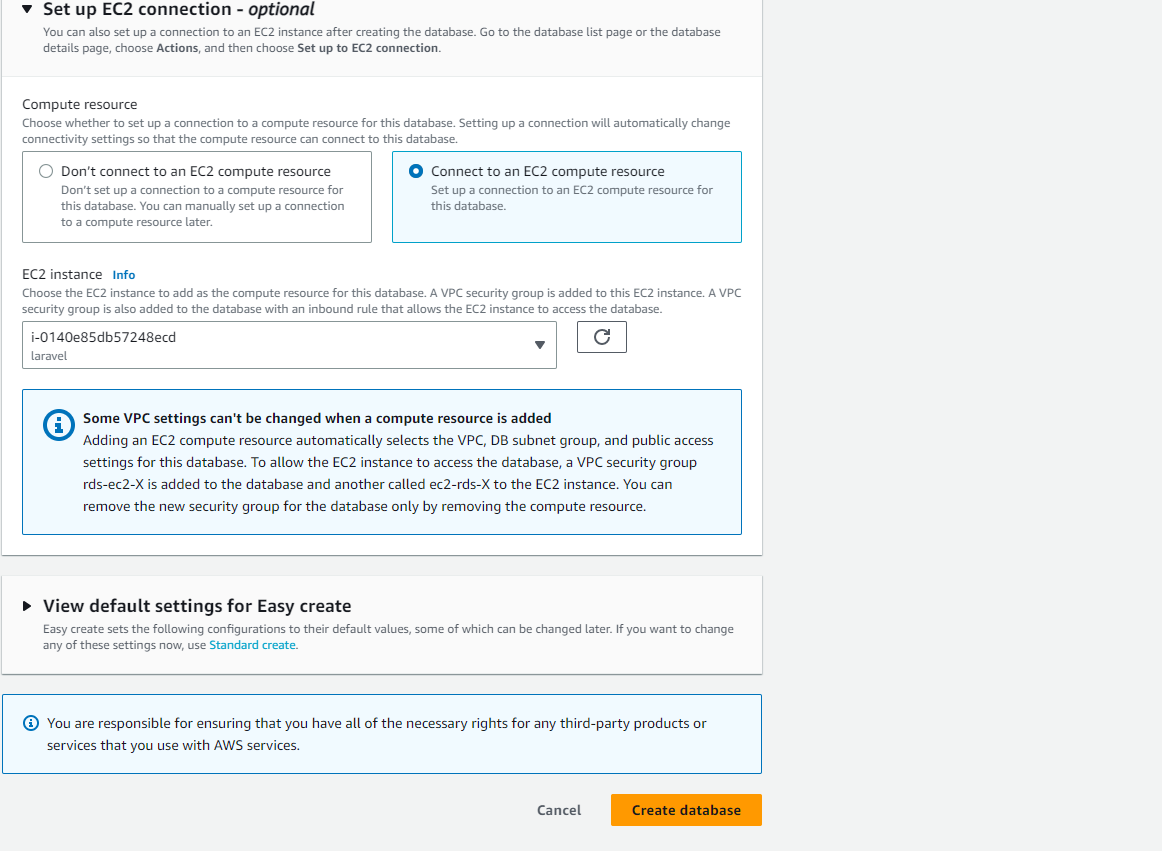 Set up EC2 connection - optional
You can also set up a connection to an EC2 instance after creating the database. Go to the database list page or the database
details page, choose Actions, and then choose Set up to EC2 connection.
Compute resource
Choose whether to set up a connection to a compute resource for this database. Setting up a connection will automatically change
connectivity settings so that the compute resource can connect to this database.
Don't connect to an EC2 compute resource
Don't set up a connection to a compute resource for
this database. You can manually set up a connection
to a compute resource later.
Connect to an EC2 compute resource
Set up a connection to an EC2 compute resource for
this database.
EC2 instance Info
Choose the EC2 instance to add as the compute resource for this database. A VPC security group is added to this EC2 instance. A VPC
security group is also added to the database with an inbound rule that allows the EC2 instance to access the database.
i-0140e85db57248ecd
laravel
Some VPC settings can't be changed when a compute resource is added
Adding an EC2 compute resource automatically selects the VPC, DB subnet group, and public access
settings for this database. To allow the EC2 instance to access the database, a VPC security group
rds-ec2-X is added to the database and another called ec2-rds-X to the EC2 instance. You can
remove the new security group for the database only by removing the compute resource.
View default settings for Easy create
Easy create sets the following configurations to their default values, some of which can be changed later. If you want to change
any of these settings now, use Standard create.
You are responsible for ensuring that you have all of the necessary rights for any third-party products or
services that you use with AWS services.
Cancel
Create database